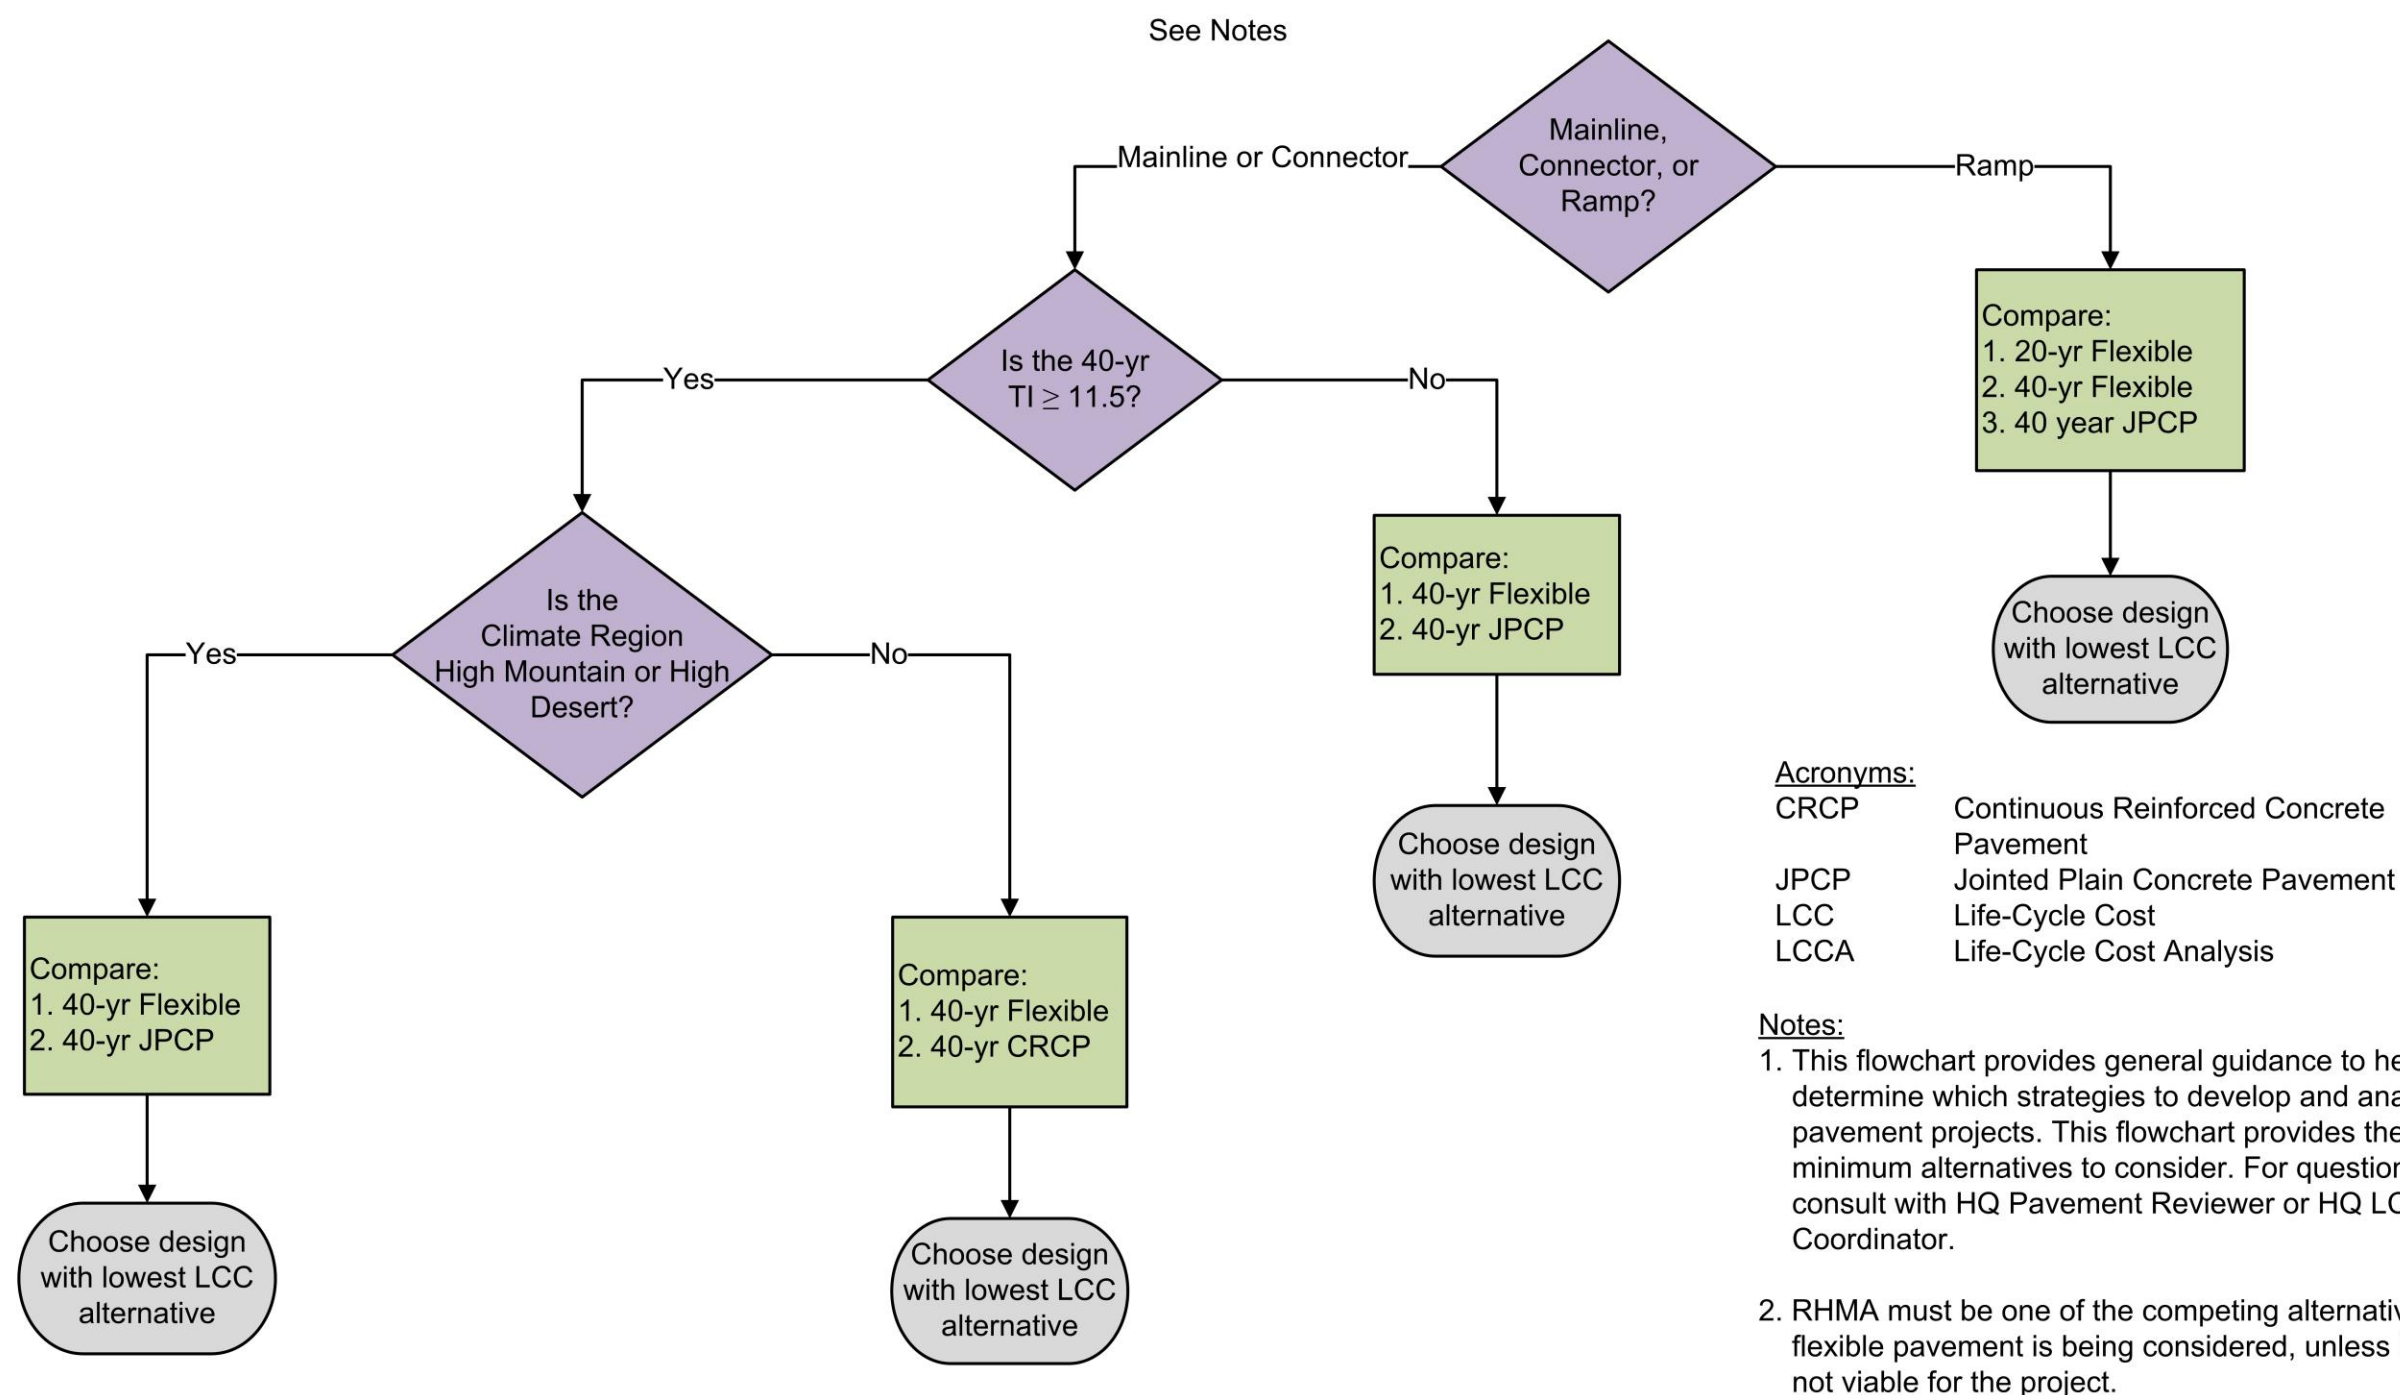 See Notes
Mainline,
Connector, or
Ramp?
Mainline or Connector
Ramp
Is the 40-yr
TI ≥ 11.5?
Yes
No
Compare:
1. 20-yr Flexible
2. 40-yr Flexible
3. 40 year JPCP
Choose design
with lowest LCC
alternative
Is the
Climate Region
High Mountain or High
Desert?
Yes
No
Compare:
1. 40-yr Flexible
2. 40-yr JPCP
Choose design
with lowest LCC
alternative
Compare:
1. 40-yr Flexible
2. 40-yr JPCP
Choose design
with lowest LCC
alternative
Compare:
1. 40-yr Flexible
2. 40-yr CRCP
Choose design
with lowest LCC
alternative
Acronyms:
CRCP Continuous Reinforced Concrete
Pavement
JPCP Jointed Plain Concrete Pavement
LCC Life-Cycle Cost
LCCA Life-Cycle Cost Analysis
Notes:
1. This flowchart provides general guidance to
determine which strategies to develop and
pavement projects. This flowchart provides the
minimum alternatives to consider. For
consult with HQ Pavement Reviewer or HQ
Coordinator.
2. RHMA must be one of the competing
flexible pavement is being considered, unless
not viable for the project.